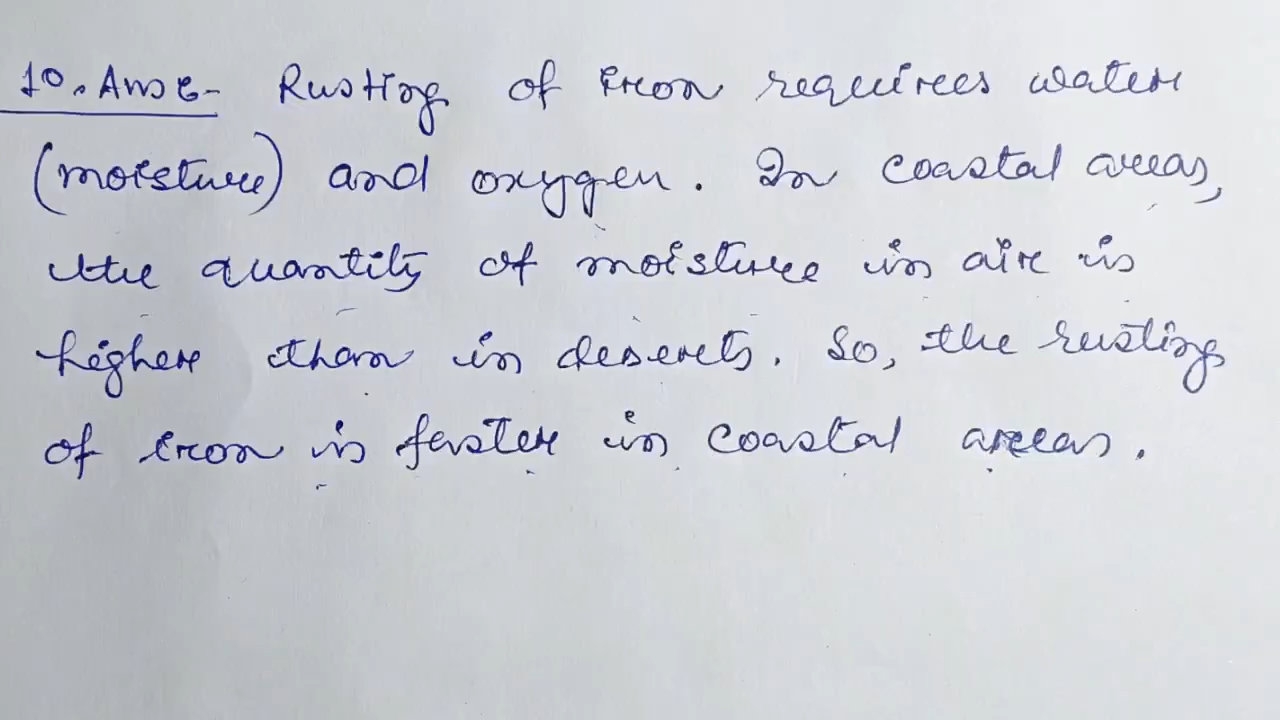 10. Ans:- Rusting of iron requires water
(moisture) and oxygen. In coastal areas,
the quantity of moisture in air is
higher than in deserts. So, the rusting
of iron is faster in coastal areas.